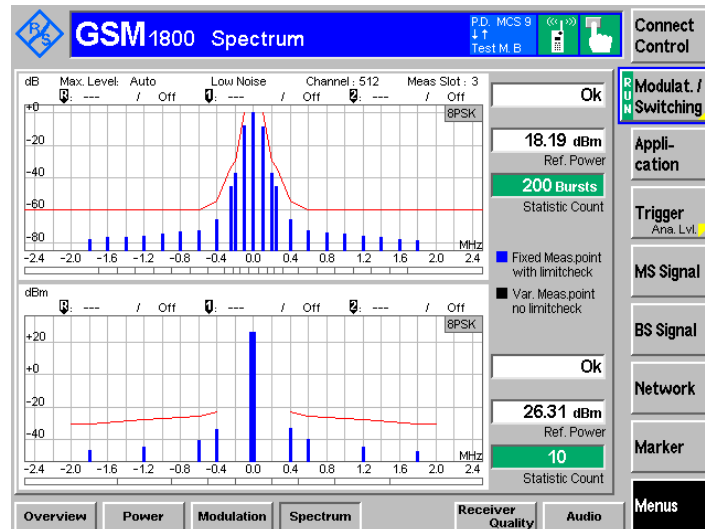 R/S GSM 1800 Spectrum P.D. MCS 9
Test M. B
Connect Control
dB Max. Level: Auto Low Noise Channel : 512 Meas Slot : 3
R: --- / Off 1: --- / Off 2: --- / Off
8PSK
+0
-20
-40
-60
-80
MHz
-2.4 -2.0 -1.6 -1.2 -0.8 -0.4 0.0 0.4 0.8 1.2 1.6 2.0 2.4
Ok
18.19 dBm
Ref. Power
200 Bursts
Statistic Count
Fixed Meas.point
with limitcheck
Var. Meas.point
no limitcheck
dBm
R: --- / Off 1: --- / Off 2: --- / Off
8PSK
+20
+0
-20
-40
MHz
-2.4 -2.0 -1.6 -1.2 -0.8 -0.4 0.0 0.4 0.8 1.2 1.6 2.0 2.4
Ok
26.31 dBm
Ref. Power
10
Statistic Count
RUN
Modulat. /
Switching
Appli-
cation
Trigger
Ana. Lvl.
MS Signal
BS Signal
Network
Marker
Menus
Overview Power Modulation Spectrum Receiver Quality Audio